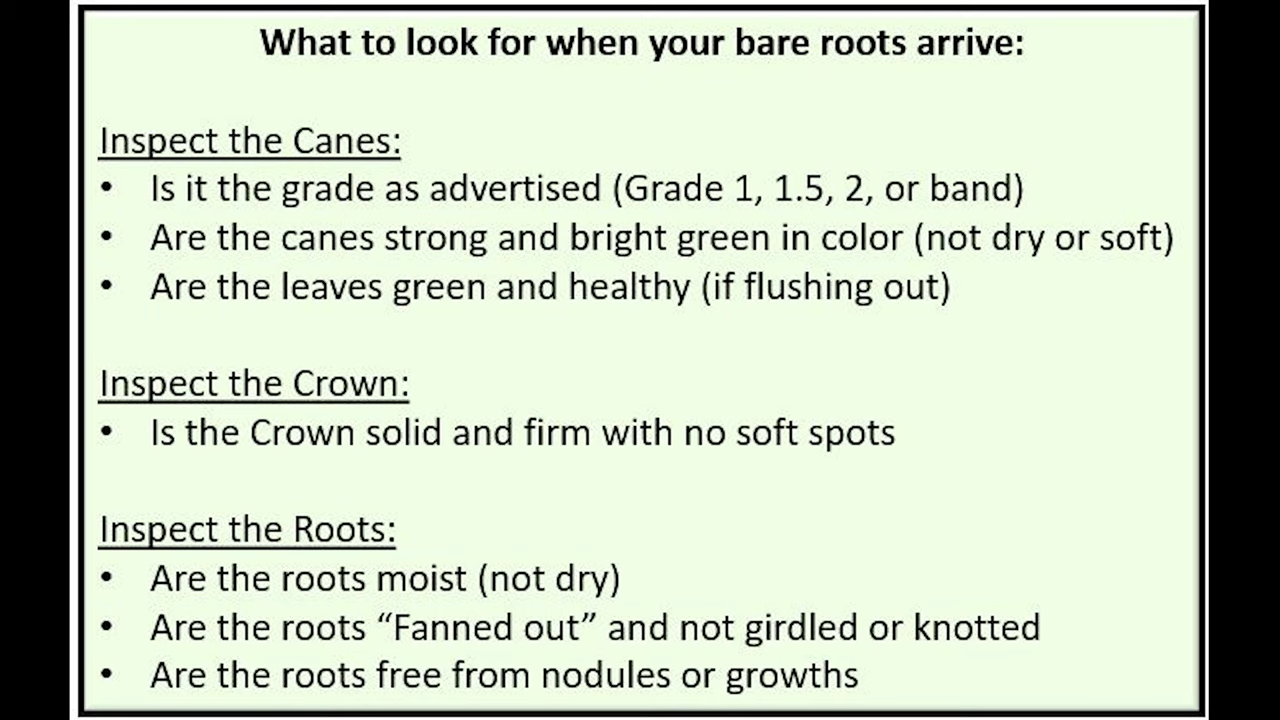 What to look for when your bare roots arrive:
Inspect the Canes:
• Is it the grade as advertised (Grade 1, 1.5, 2, or band)
• Are the canes strong and bright green in color (not dry or soft)
• Are the leaves green and healthy (if flushing out)
Inspect the Crown:
• Is the Crown solid and firm with no soft spots
Inspect the Roots:
• Are the roots moist (not dry)
• Are the roots “Fanned out” and not girdled or knotted
• Are the roots free from nodules or growths